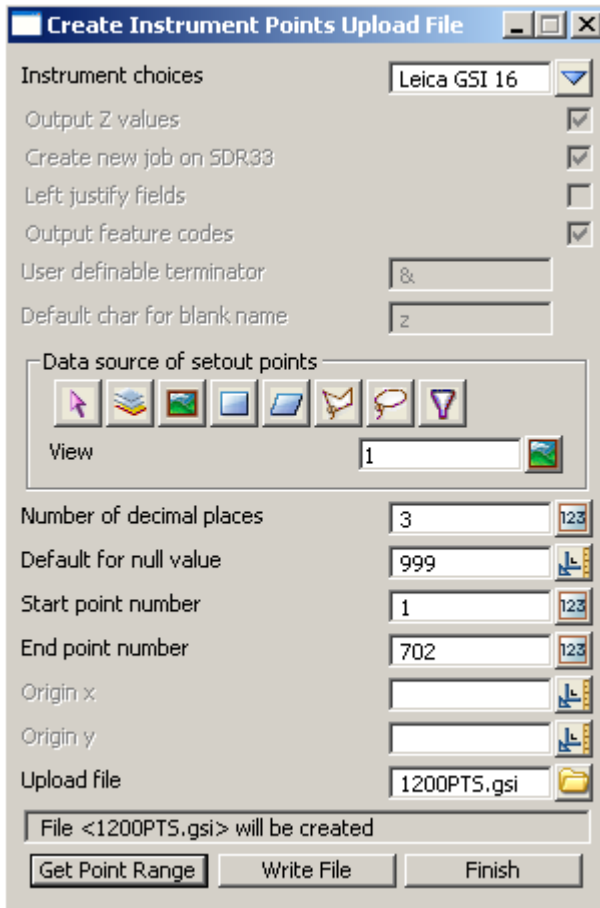 Create Instrument Points Upload File
Instrument choices Leica GSI 16
Output Z values
Create new job on SDR33
Left justify fields
Output feature codes
User definable terminator &
Default char for blank name z
Data source of setout points
View 1
Number of decimal places 3 123
Default for null value 999
Start point number 1 123
End point number 702 123
Origin x
Origin y
Upload file 1200PTS.gsi
File <1200PTS.gsi> will be created
Get Point Range Write File Finish